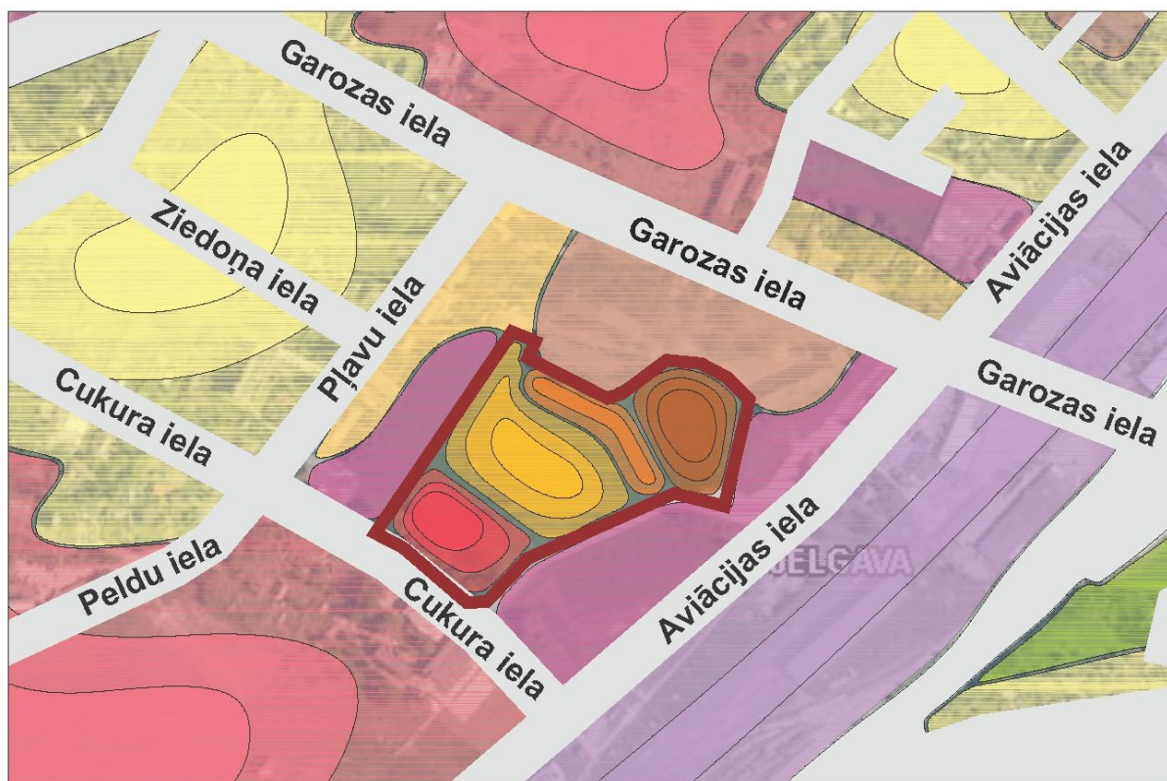 Garozas iela
Aviācijas iela
Ziedoņa iela
Garozas iela
Pļavu iela
Garozas iela
Cukura iela
Peldu iela
Aviācijas iela
JELGAVA
Cukura iela